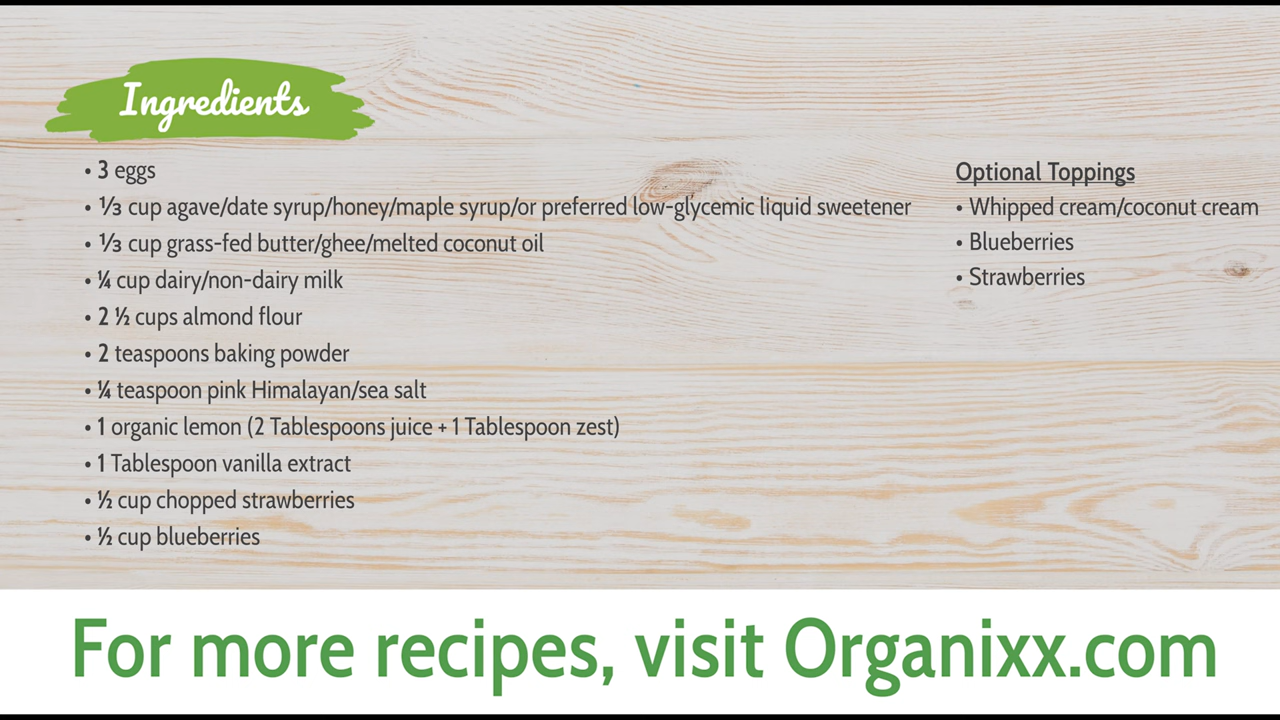 Ingredients
• 3 eggs
• ⅓ cup agave/date syrup/honey/maple syrup/or preferred low-glycemic liquid sweetener
• ⅓ cup grass-fed butter/ghee/melted coconut oil
• ¼ cup dairy/non-dairy milk
• 2 ½ cups almond flour
• 2 teaspoons baking powder
• ¼ teaspoon pink Himalayan/sea salt
• 1 organic lemon (2 Tablespoons juice + 1 Tablespoon zest)
• 1 Tablespoon vanilla extract
• ½ cup chopped strawberries
• ½ cup blueberries
Optional Toppings
• Whipped cream/coconut cream
• Blueberries
• Strawberries
For more recipes, visit Organixx.com